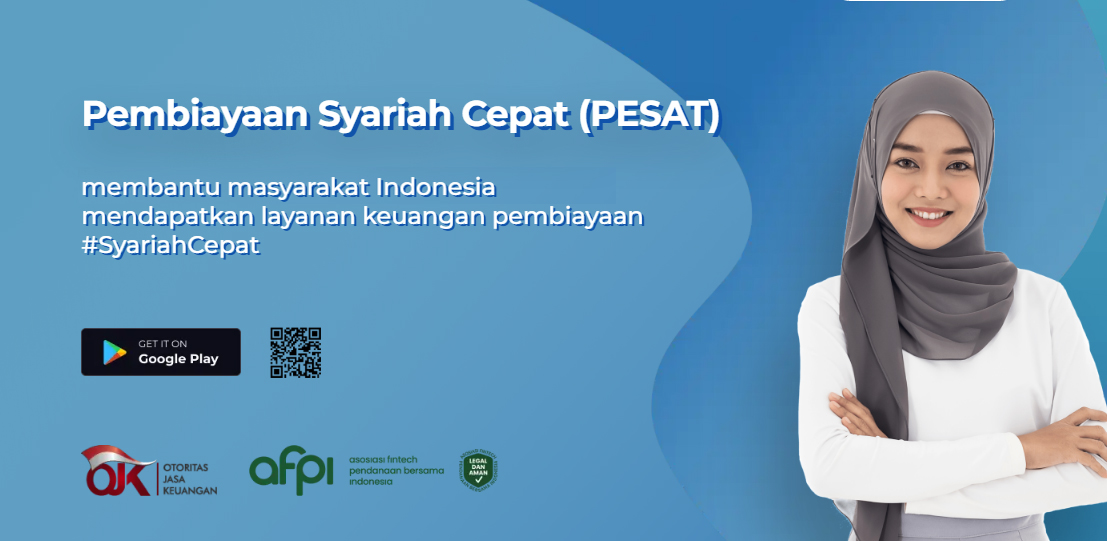 Pembiayaan Syariah Cepat (PESAT)
membantu masyarakat Indonesia
mendapatkan layanan keuangan pembiayaan
#SyariahCepat
GET IT ON
Google Play
OJK
OTORITAS
JASA
KEUANGAN
afpi
asosiasi fintech
pendanaan bersama
indonesia
LEGAL
DAN
AMAN